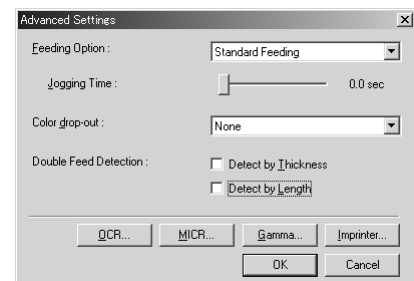 Advanced Settings
Feeding Option : Standard Feeding
Jogging Time : 0.0 sec
Color drop-out : None
Double Feed Detection : Detect by Thickness
Detect by Length
OCR... MICR... Gamma... Imprinter...
OK Cancel